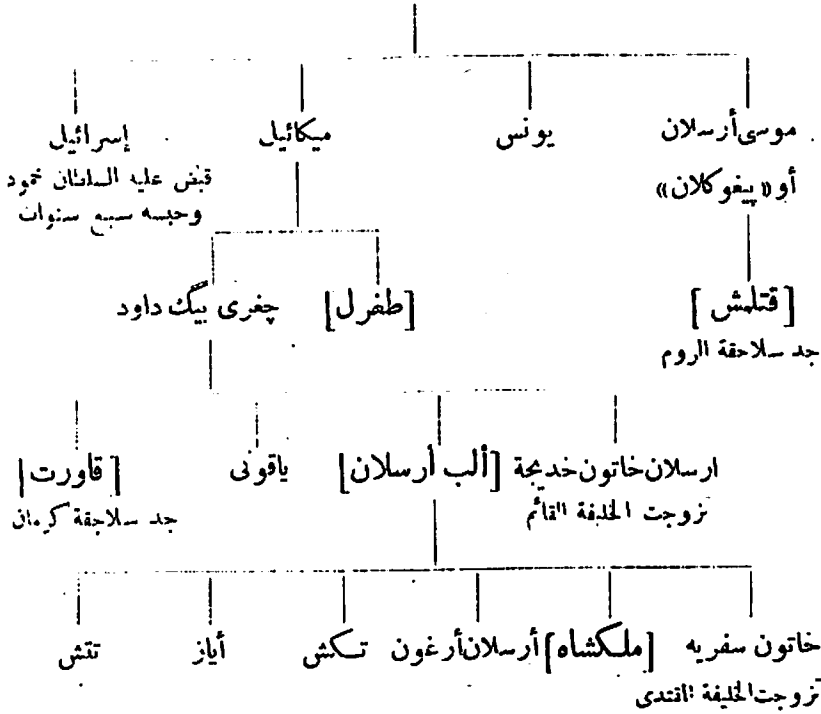 موسى أرسلان يونس ميكائيل إسرائيل
أو «پيغو كلان» قبض عليه السلطان محمود
وحبسه سبع سنوات
[قتلمش] [طغرل] چغرى بيگ داود
جد سلاجقة الروم
ارسلان خاتون خديجة [ألب أرسلان] ياقوتى [قاورت]
تزوجت الخليفة القائم جد سلاجقة كرمان
خاتون سفريه [ملكشاه] أرسلان أرغون تكش أياز تتش
تزوجت الخليفة المقتدى